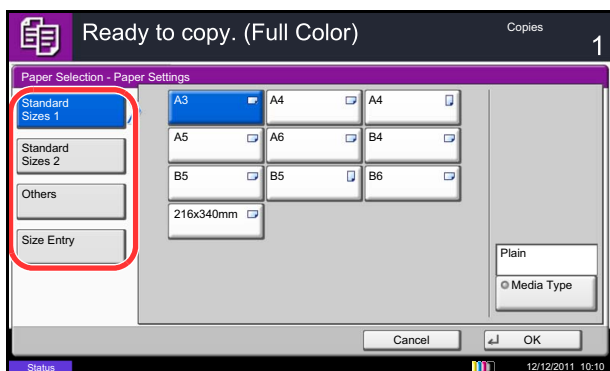 Ready to copy. (Full Color)
Copies
1
Paper Selection - Paper Settings
Standard
Sizes 1
Standard
Sizes 2
Others
Size Entry
A3
A4
A4
A5
A6
B4
B5
B5
B6
216x340mm
Plain
Media Type
Cancel
OK
Status
12/12/2011 10:10